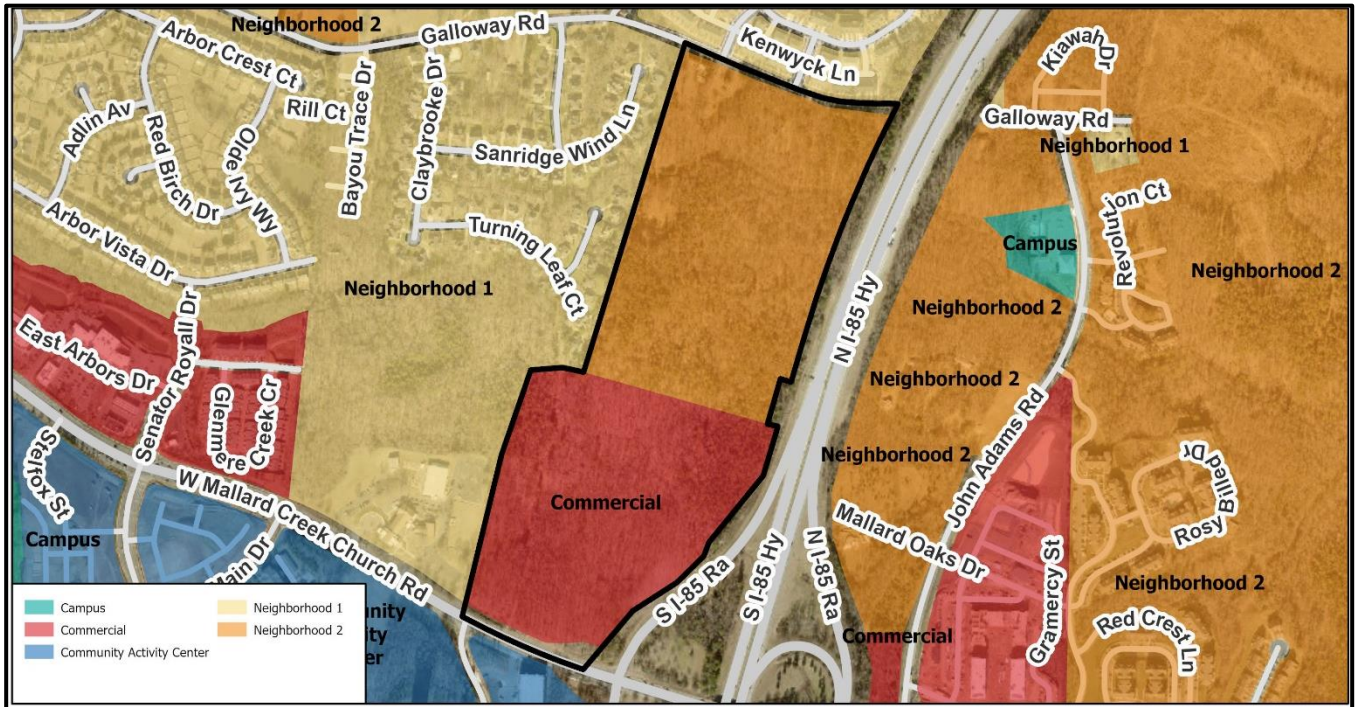 Neighborhood 2
Galloway Rd
Kenwyck Ln
Kiawah Dr
Arbor Crest Ct
Rill Ct
Bayou Trace Dr
Claybrooke Dr
Adlin Av
Red Birch Dr
Olde Ivy Wy
Sanridge Wind Ln
Galloway Rd
Neighborhood 1
Revolution Ct
Turning Leaf Ct
Arbor Vista Dr
Campus
Neighborhood 1
Neighborhood 2
Neighborhood 2
N I-85 Hy
East Arbors Dr
Senator Royall Dr
Glenmere Creek Cr
Neighborhood 2
John Adams Rd
Stelfox St
W Mallard Creek Church Rd
Commercial
Neighborhood 2
Rosy Billed Dr
Mallard Oaks Dr
Campus
Main Dr
S I-85 Ra
S I-85 Hy
N I-85 Ra
Gramercy St
Neighborhood 2
Red Crest Ln
Commercial
unity
ity
er
Campus
Commercial
Community Activity Center
Neighborhood 1
Neighborhood 2